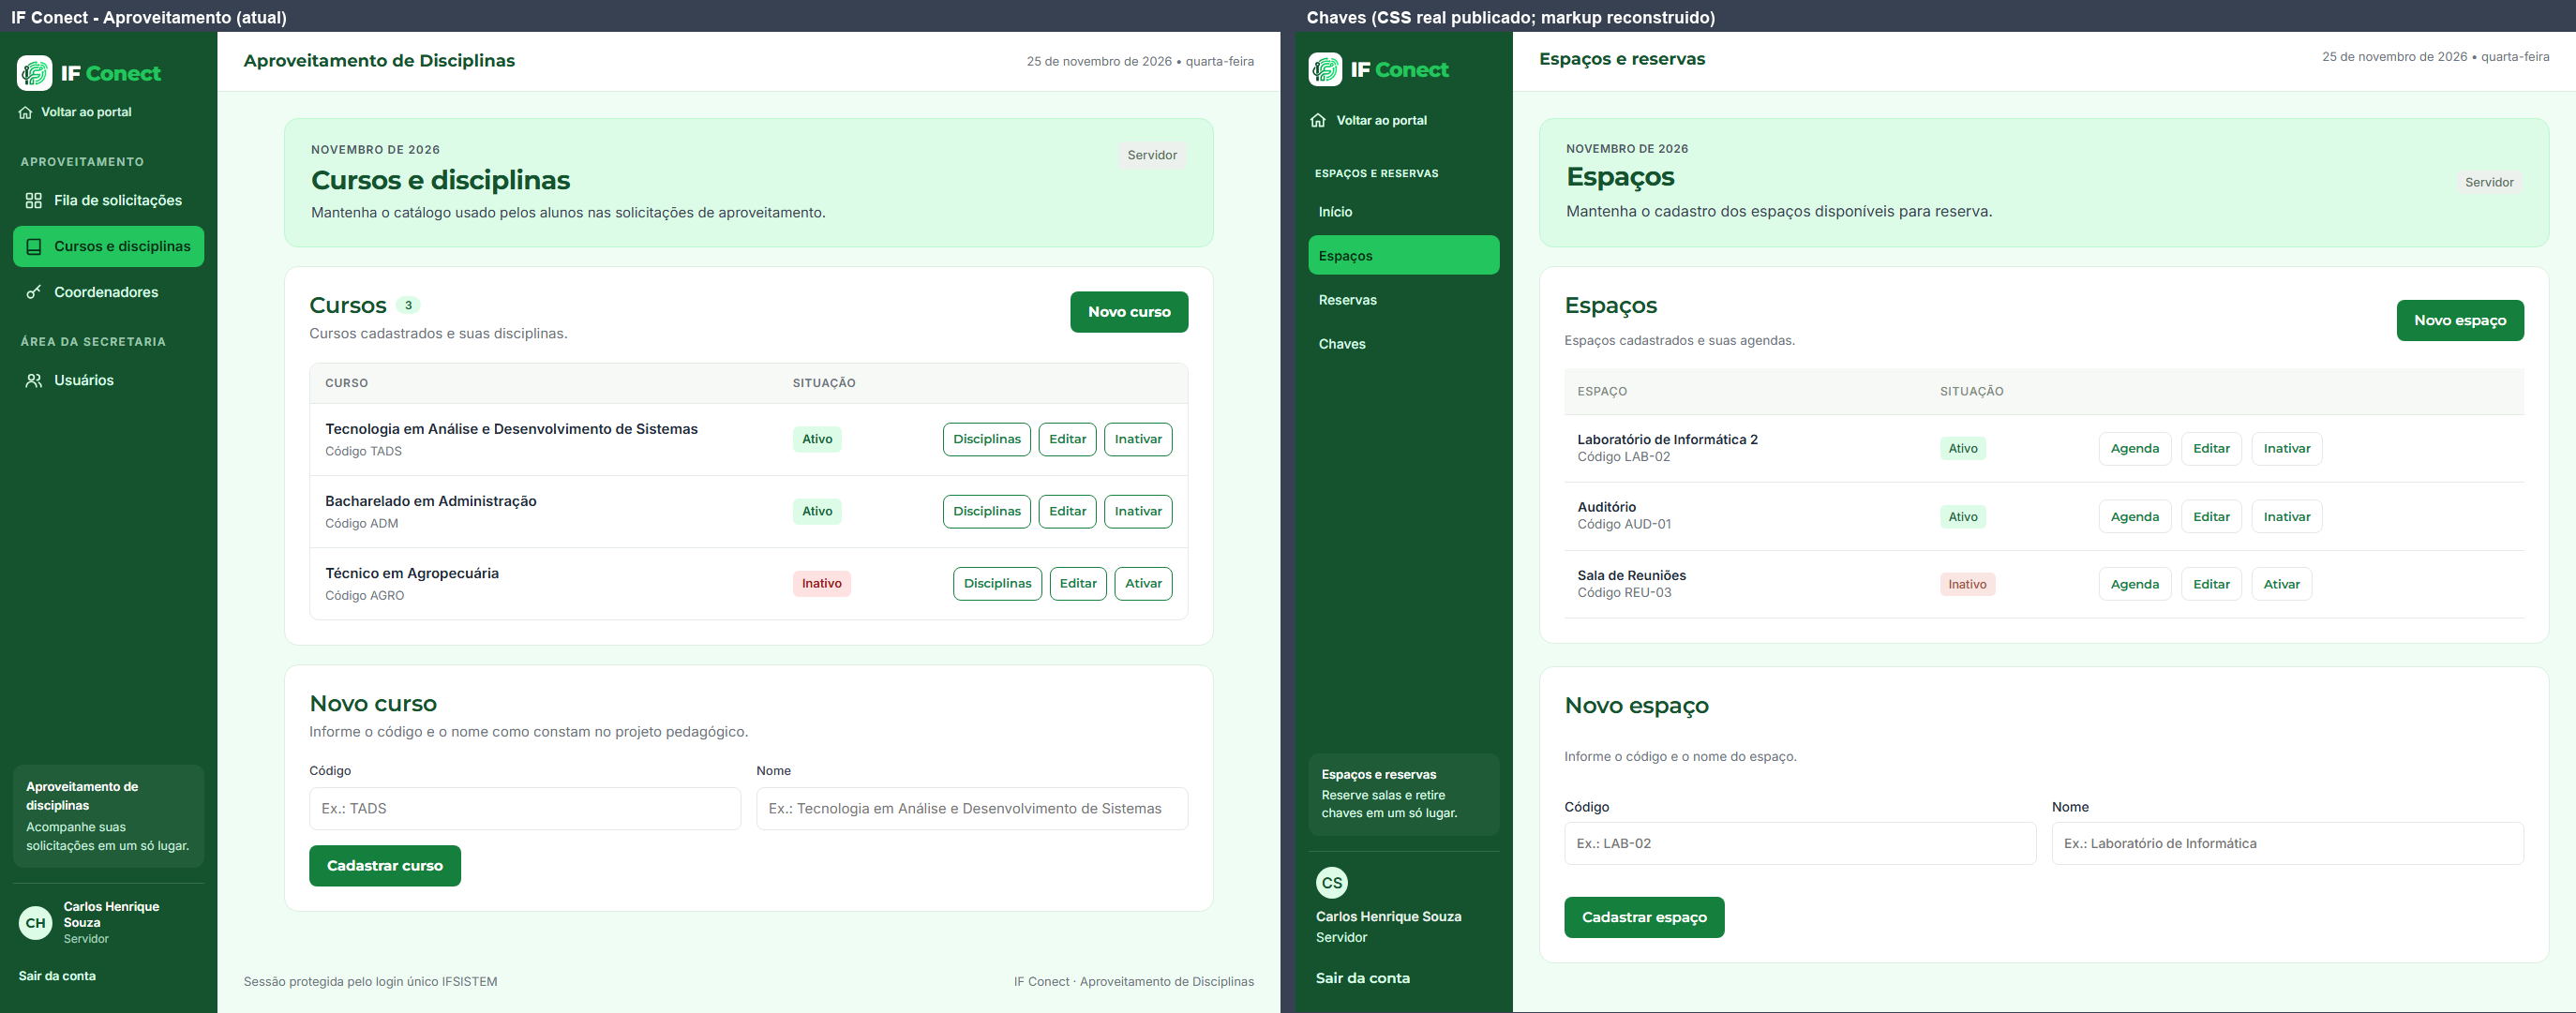 IF Conect - Aproveitamento (atual)
IF Conect
Voltar ao portal
APROVEITAMENTO
Fila de solicitações
Cursos e disciplinas
Coordenadores
ÁREA DA SECRETARIA
Usuários
Aproveitamento de
disciplinas
Acompanhe suas
solicitações em um só lugar.
CH
Carlos Henrique
Souza
Servidor
Sair da conta
Aproveitamento de Disciplinas
25 de novembro de 2026 • quarta-feira
NOVEMBRO DE 2026
Cursos e disciplinas
Mantenha o catálogo usado pelos alunos nas solicitações de aproveitamento.
Servidor
Cursos 3
Cursos cadastrados e suas disciplinas.
Novo curso
CURSO SITUAÇÃO
Tecnologia em Análise e Desenvolvimento de Sistemas
Código TADS
Ativo Disciplinas Editar Inativar
Bacharelado em Administração
Código ADM
Ativo Disciplinas Editar Inativar
Técnico em Agropecuária
Código AGRO
Inativo Disciplinas Editar Ativar
Novo curso
Informe o código e o nome como constam no projeto pedagógico.
Código Nome
Ex.: TADS Ex.: Tecnologia em Análise e Desenvolvimento de Sistemas
Cadastrar curso
Sessão protegida pelo login único IFSISTEM
IF Conect · Aproveitamento de Disciplinas
Chaves (CSS real publicado; markup reconstruido)
IF Conect
Voltar ao portal
ESPAÇOS E RESERVAS
Início
Espaços
Reservas
Chaves
Espaços e reservas
Reserve salas e retire
chaves em um só lugar.
CS
Carlos Henrique Souza
Servidor
Sair da conta
Espaços e reservas
25 de novembro de 2026 • quarta-feira
NOVEMBRO DE 2026
Espaços
Mantenha o cadastro dos espaços disponíveis para reserva.
Servidor
Espaços
Espaços cadastrados e suas agendas.
Novo espaço
ESPAÇO SITUAÇÃO
Laboratório de Informática 2
Código LAB-02
Ativo Agenda Editar Inativar
Auditório
Código AUD-01
Ativo Agenda Editar Inativar
Sala de Reuniões
Código REU-03
Inativo Agenda Editar Ativar
Novo espaço
Informe o código e o nome do espaço.
Código Nome
Ex.: LAB-02 Ex.: Laboratório de Informática
Cadastrar espaço